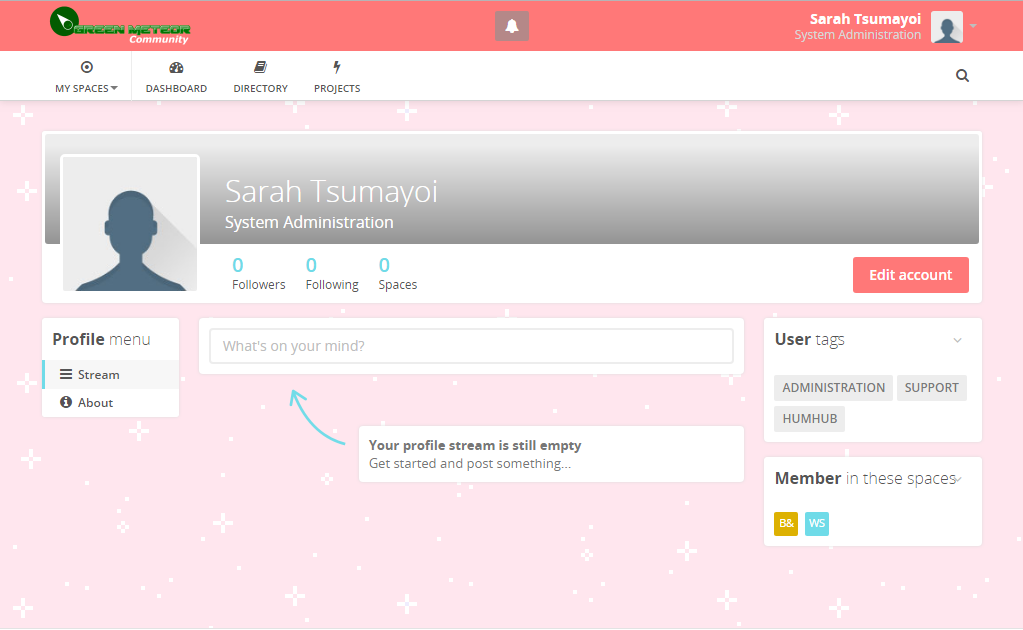 GREEN METEOR
Community
Sarah Tsumayoi
System Administration
MY SPACES
DASHBOARD
DIRECTORY
PROJECTS
Sarah Tsumayoi
System Administration
0
Followers
0
Following
0
Spaces
Edit account
Profile menu
Stream
About
What's on your mind?
Your profile stream is still empty
Get started and post something...
User tags
ADMINISTRATION
SUPPORT
HUMHUB
Member in these spaces
B&
WS